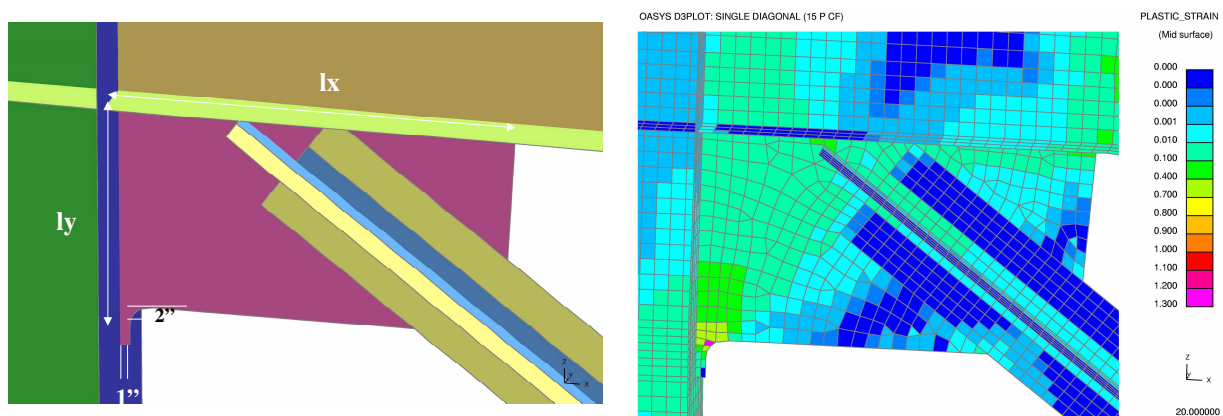 lx
ly
2”
1”
z
y
x
OASYS D3PLOT: SINGLE DIAGONAL (15 P CF)
PLASTIC_STRAIN
(Mid surface)
0.000
0.000
0.001
0.010
0.100
0.400
0.700
0.800
0.900
1.000
1.100
1.200
1.300
z
y
x
z
y
x
20.000000